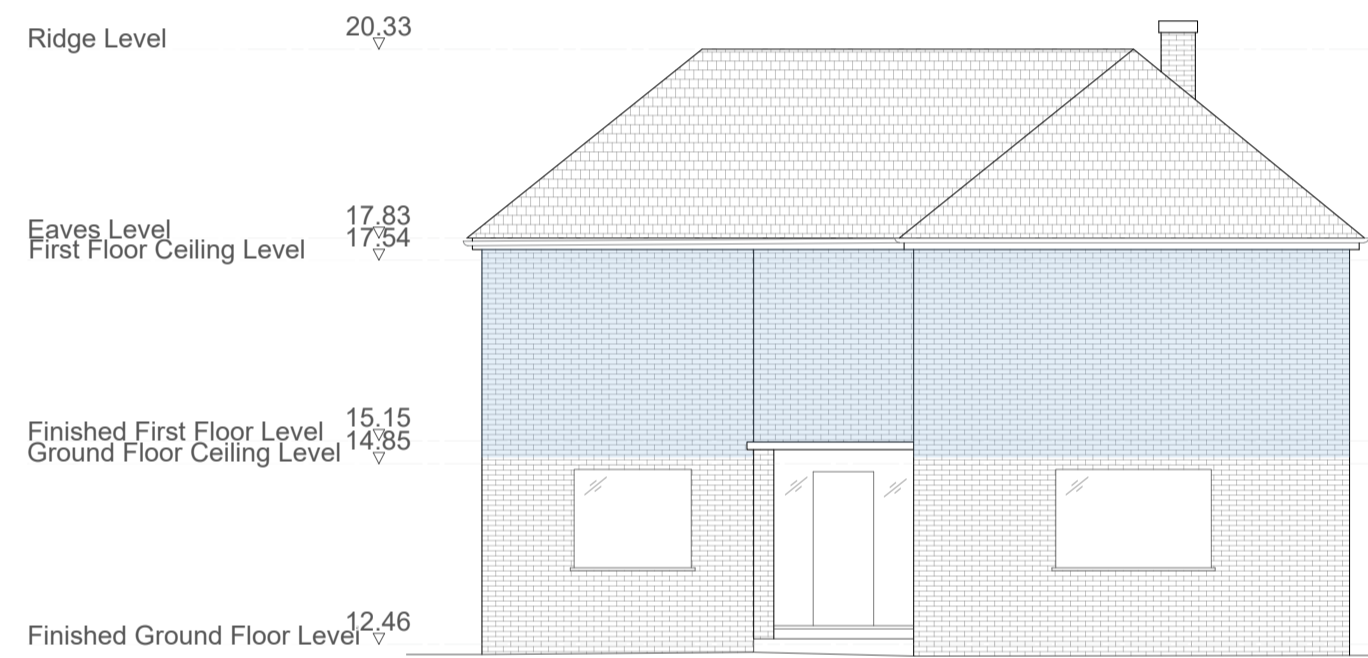 Ridge Level 20.33
Eaves Level 17.83
First Floor Ceiling Level 17.54
Finished First Floor Level 15.15
Ground Floor Ceiling Level 14.85
Finished Ground Floor Level 12.46